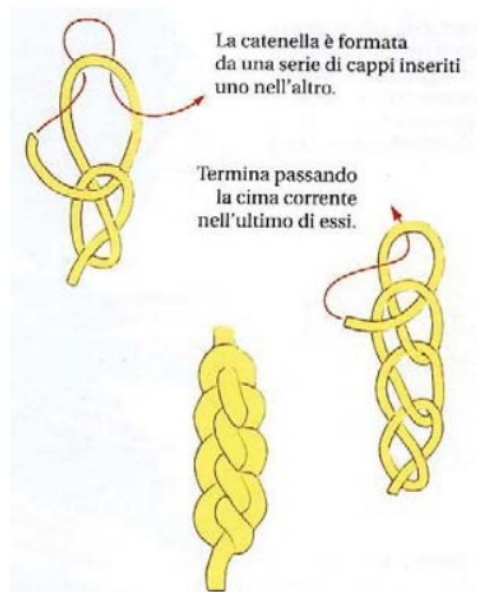 La catenella è formata
da una serie di cappi inseriti
uno nell'altro.
Termina passando
la cima corrente
nell'ultimo di essi.